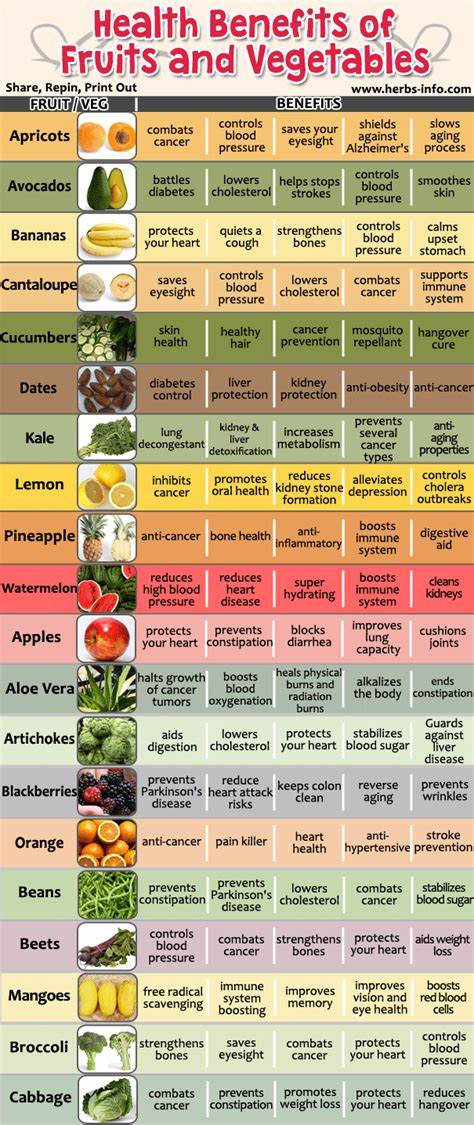 Health Benefits of
Fruits and Vegetables
Share, Repin, Print Out
www.herbs-info.com
FRUIT / VEG BENEFITS
Apricots
combats
cancer
controls
blood
pressure
saves your
eyesight
shields
against
Alzheimer's
slows
aging
process
Avocados
battles
diabetes
lowers
cholesterol
helps stops
strokes
controls
blood
pressure
smoothes
skin
Bananas
protects
your heart
quiets a
cough
strengthens
bones
controls
blood
pressure
calms
upset
stomach
Cantaloupe
saves
eyesight
controls
blood
pressure
lowers
cholesterol
combats
cancer
supports
immune
system
Cucumbers
skin
health
healthy
hair
cancer
prevention
mosquito
repellant
hangover
cure
Dates
diabetes
control
liver
protection
kidney
protection
anti-obesity
anti-cancer
Kale
lung
decongestant
kidney &
liver
detoxification
increases
metabolism
prevents
several
cancer
types
anti-
aging
properties
Lemon
inhibits
cancer
promotes
oral health
reduces
kidney stone
formation
alleviates
depression
controls
cholera
outbreaks
Pineapple
anti-cancer
bone health
anti-
inflammatory
boosts
immune
system
digestive
aid
Watermelon
reduces
high blood
pressure
reduces
heart
disease
super
hydrating
boosts
immune
system
cleans
kidneys
Apples
protects
your heart
prevents
constipation
blocks
diarrhea
improves
lung
capacity
cushions
joints
Aloe Vera
halts growth
of cancer
tumors
boosts
blood
oxygenation
heals physical
burns and
radiation
burns
alkalizes
the body
ends
constipation
Artichokes
aids
digestion
lowers
cholesterol
protects
your heart
stabilizes
blood sugar
Guards
against
liver
disease
Blackberries
prevents
Parkinson's
disease
reduce
heart attack
risks
keeps colon
clean
reverse
aging
prevents
wrinkles
Orange
anti-cancer
pain killer
heart
health
anti-
hypertensive
stroke
prevention
Beans
prevents
constipation
prevents
Parkinson's
disease
lowers
cholesterol
combats
cancer
stabilizes
blood sugar
Beets
controls
blood
pressure
combats
cancer
strengthens
bones
protects
your heart
aids weight
loss
Mangoes
free radical
scavenging
immune
system
boosting
improves
memory
improves
vision and
eye health
boosts
red blood
cells
Broccoli
strengthens
bones
saves
eyesight
combats
cancer
protects
your heart
controls
blood
pressure
Cabbage
combats
cancer
prevents
constipation
promotes
weight loss
protects
your heart
reduces
hangover